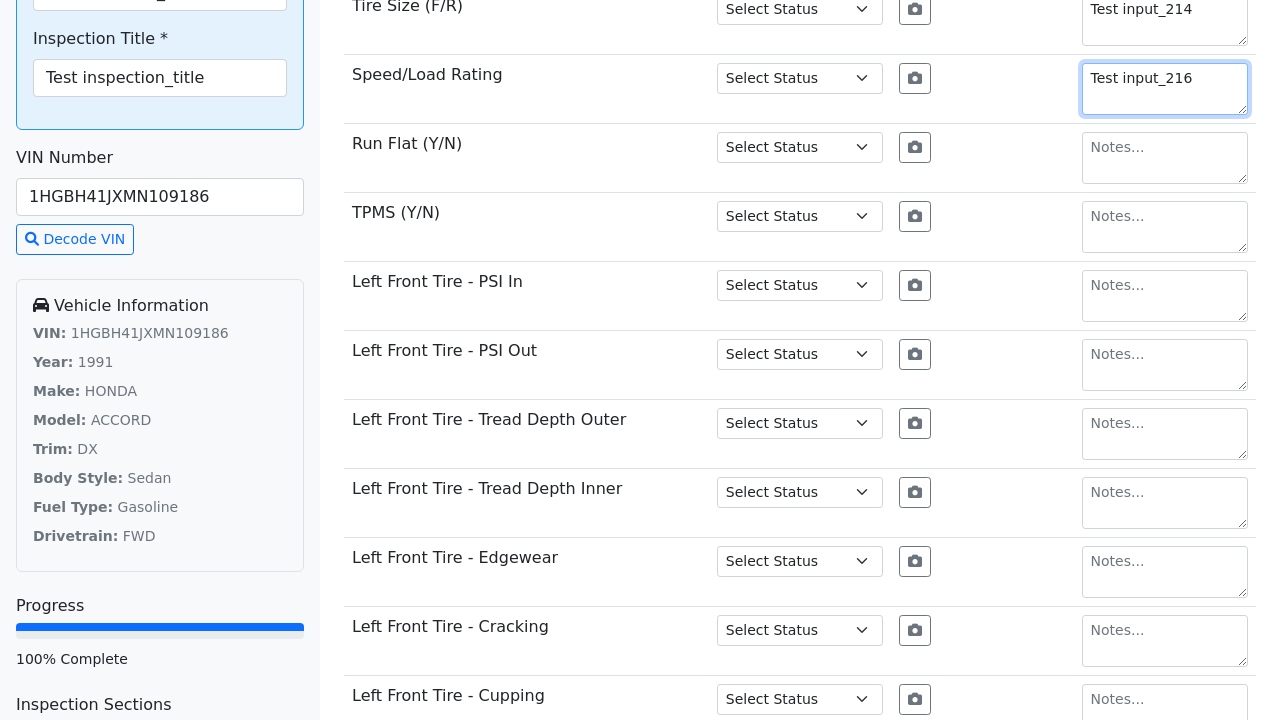 Inspection Title *
Test inspection_title
VIN Number
1HGBH41JXMN109186
Decode VIN
Vehicle Information
VIN: 1HGBH41JXMN109186
Year: 1991
Make: HONDA
Model: ACCORD
Trim: DX
Body Style: Sedan
Fuel Type: Gasoline
Drivetrain: FWD
Progress
100% Complete
Inspection Sections
Tire Size (F/R) Select Status Test input_214
Speed/Load Rating Select Status Test input_216
Run Flat (Y/N) Select Status Notes...
TPMS (Y/N) Select Status Notes...
Left Front Tire - PSI In Select Status Notes...
Left Front Tire - PSI Out Select Status Notes...
Left Front Tire - Tread Depth Outer Select Status Notes...
Left Front Tire - Tread Depth Inner Select Status Notes...
Left Front Tire - Edgewear Select Status Notes...
Left Front Tire - Cracking Select Status Notes...
Left Front Tire - Cupping Select Status Notes...